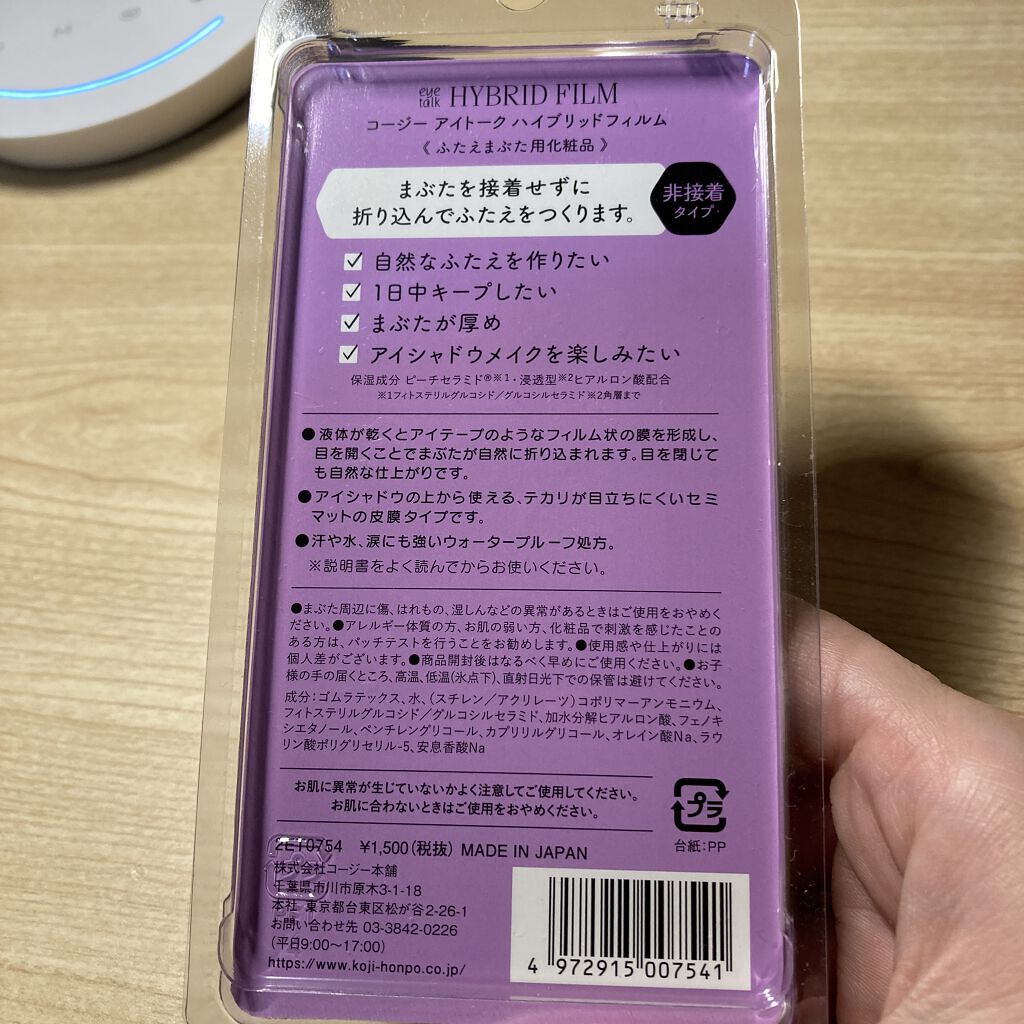 eye talk HYBRID FILM
コージー アイトーク ハイブリッドフィルム
《 ふたえまぶた用化粧品 》
まぶたを接着せずに
折り込んでふたえをつくります。
非接着
タイプ
自然なふたえを作りたい
1日中キープしたい
まぶたが厚め
アイシャドウメイクを楽しみたい
保湿成分 ピーチセラミド®※1・浸透型※2ヒアルロン酸配合
※1フィトステリルグルコシド／グルコシルセラミド ※2角層まで
●液体が乾くとアイテープのようなフィルム状の膜を形成し、
目を開くことでまぶたが自然に折り込まれます。目を閉じて
も自然な仕上がりです。
●アイシャドウの上から使える、テカリが目立ちにくいセミ
マットの皮膜タイプです。
●汗や水、涙にも強いウォータープルーフ処方。
※説明書をよく読んでからお使いください。
●まぶた周辺に傷、はれもの、湿しんなどの異常があるときはご使用をおやめく
ださい。●アレルギー体質の方、お肌の弱い方、化粧品で刺激を感じたことの
ある方は、パッチテストを行うことをお勧めします。●使用感や仕上がりには
個人差がございます。●商品開封後はなるべく早めにご使用ください。●お子
様の手の届くところ、高温、低温(氷点下)、直射日光下での保管は避けてください。
成分：ゴムラテックス、水、(スチレン／アクリレーツ)コポリマーアンモニウム、
フィトステリルグルコシド／グルコシルセラミド、加水分解ヒアルロン酸、フェノキ
シエタノール、ペンチレングリコール、カプリリルグリコール、オレイン酸Na、ラウ
リン酸ポリグリセリル-5、安息香酸Na
お肌に異常が生じていないかよく注意してご使用してください。
お肌に合わないときはご使用をおやめください。
プラ
台紙：PP
2ET0754 ¥1,500(税抜) MADE IN JAPAN
株式会社コージー本舗
千葉県市川市原木3-1-18
本社 東京都台東区松が谷2-26-1
お問い合わせ先 03-3842-0226
(平日9:00～17:00)
https://www.koji-honpo.co.jp/
4 972915 007541